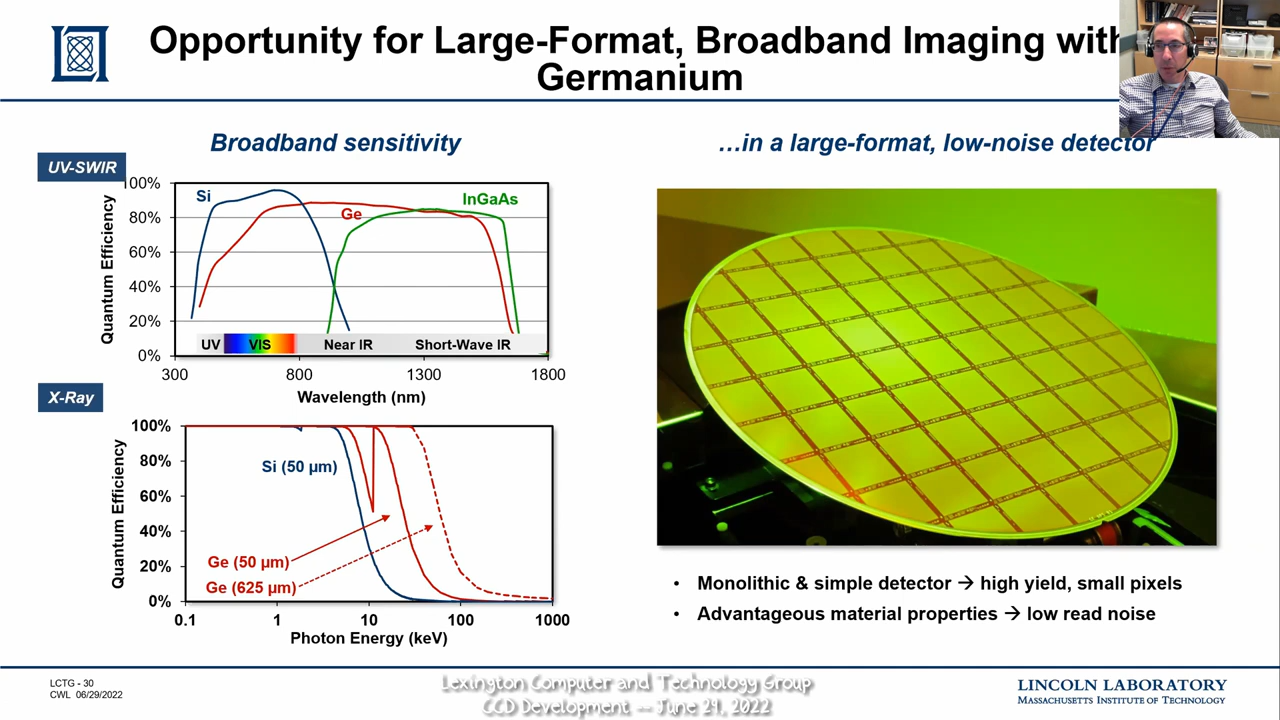 Opportunity for Large-Format, Broadband Imaging with
Germanium
Broadband sensitivity
…in a large-format, low-noise detector
UV-SWIR
Quantum Efficiency
100%
80%
60%
40%
20%
0%
Si
Ge
InGaAs
UV VIS Near IR Short-Wave IR
300 800 1300 1800
Wavelength (nm)
X-Ray
Quantum Efficiency
100%
80%
60%
40%
20%
0%
Si (50 µm)
Ge (50 µm)
Ge (625 µm)
0.1 1 10 100 1000
Photon Energy (keV)
• Monolithic & simple detector → high yield, small pixels
• Advantageous material properties → low read noise
LCTG - 30
CWL 06/29/2022
Lexington Computer and Technology Group
CCD Development -- June 29, 2022
LINCOLN LABORATORY
MASSACHUSETTS INSTITUTE OF TECHNOLOGY